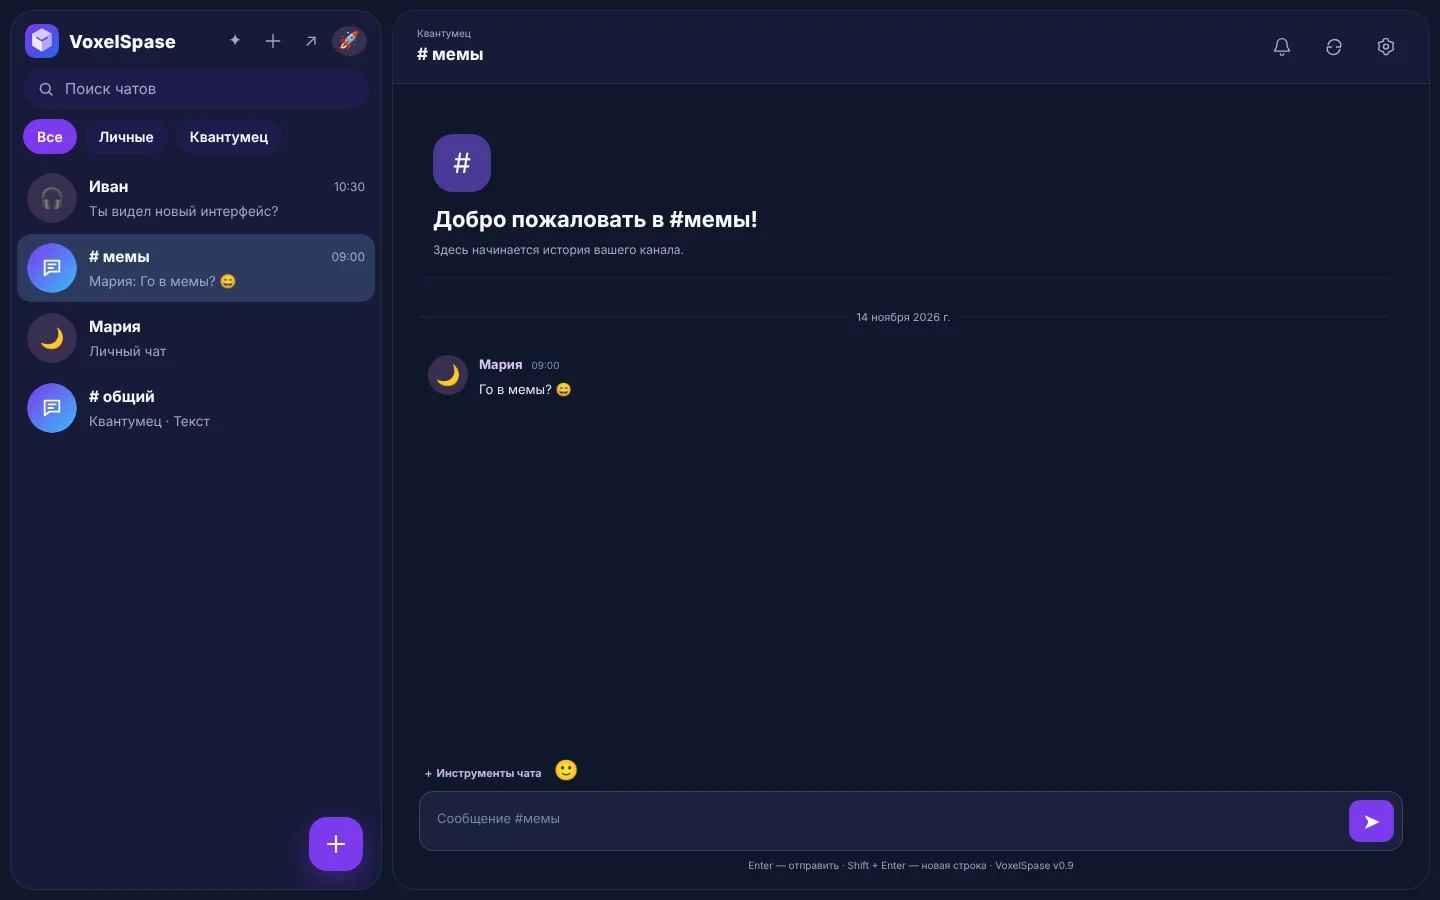 VoxelSpase
Поиск чатов
Все
Личные
Квантумец
Иван
10:30
Ты видел новый интерфейс?
# мемы
09:00
Мария: Го в мемы? 😄
Мария
Личный чат
# общий
Квантумец · Текст
Квантумец
# мемы
#
Добро пожаловать в #мемы!
Здесь начинается история вашего канала.
14 ноября 2026 г.
Мария 09:00
Го в мемы? 😄
+ Инструменты чата
Сообщение #мемы
Enter — отправить · Shift + Enter — новая строка · VoxelSpase v0.9